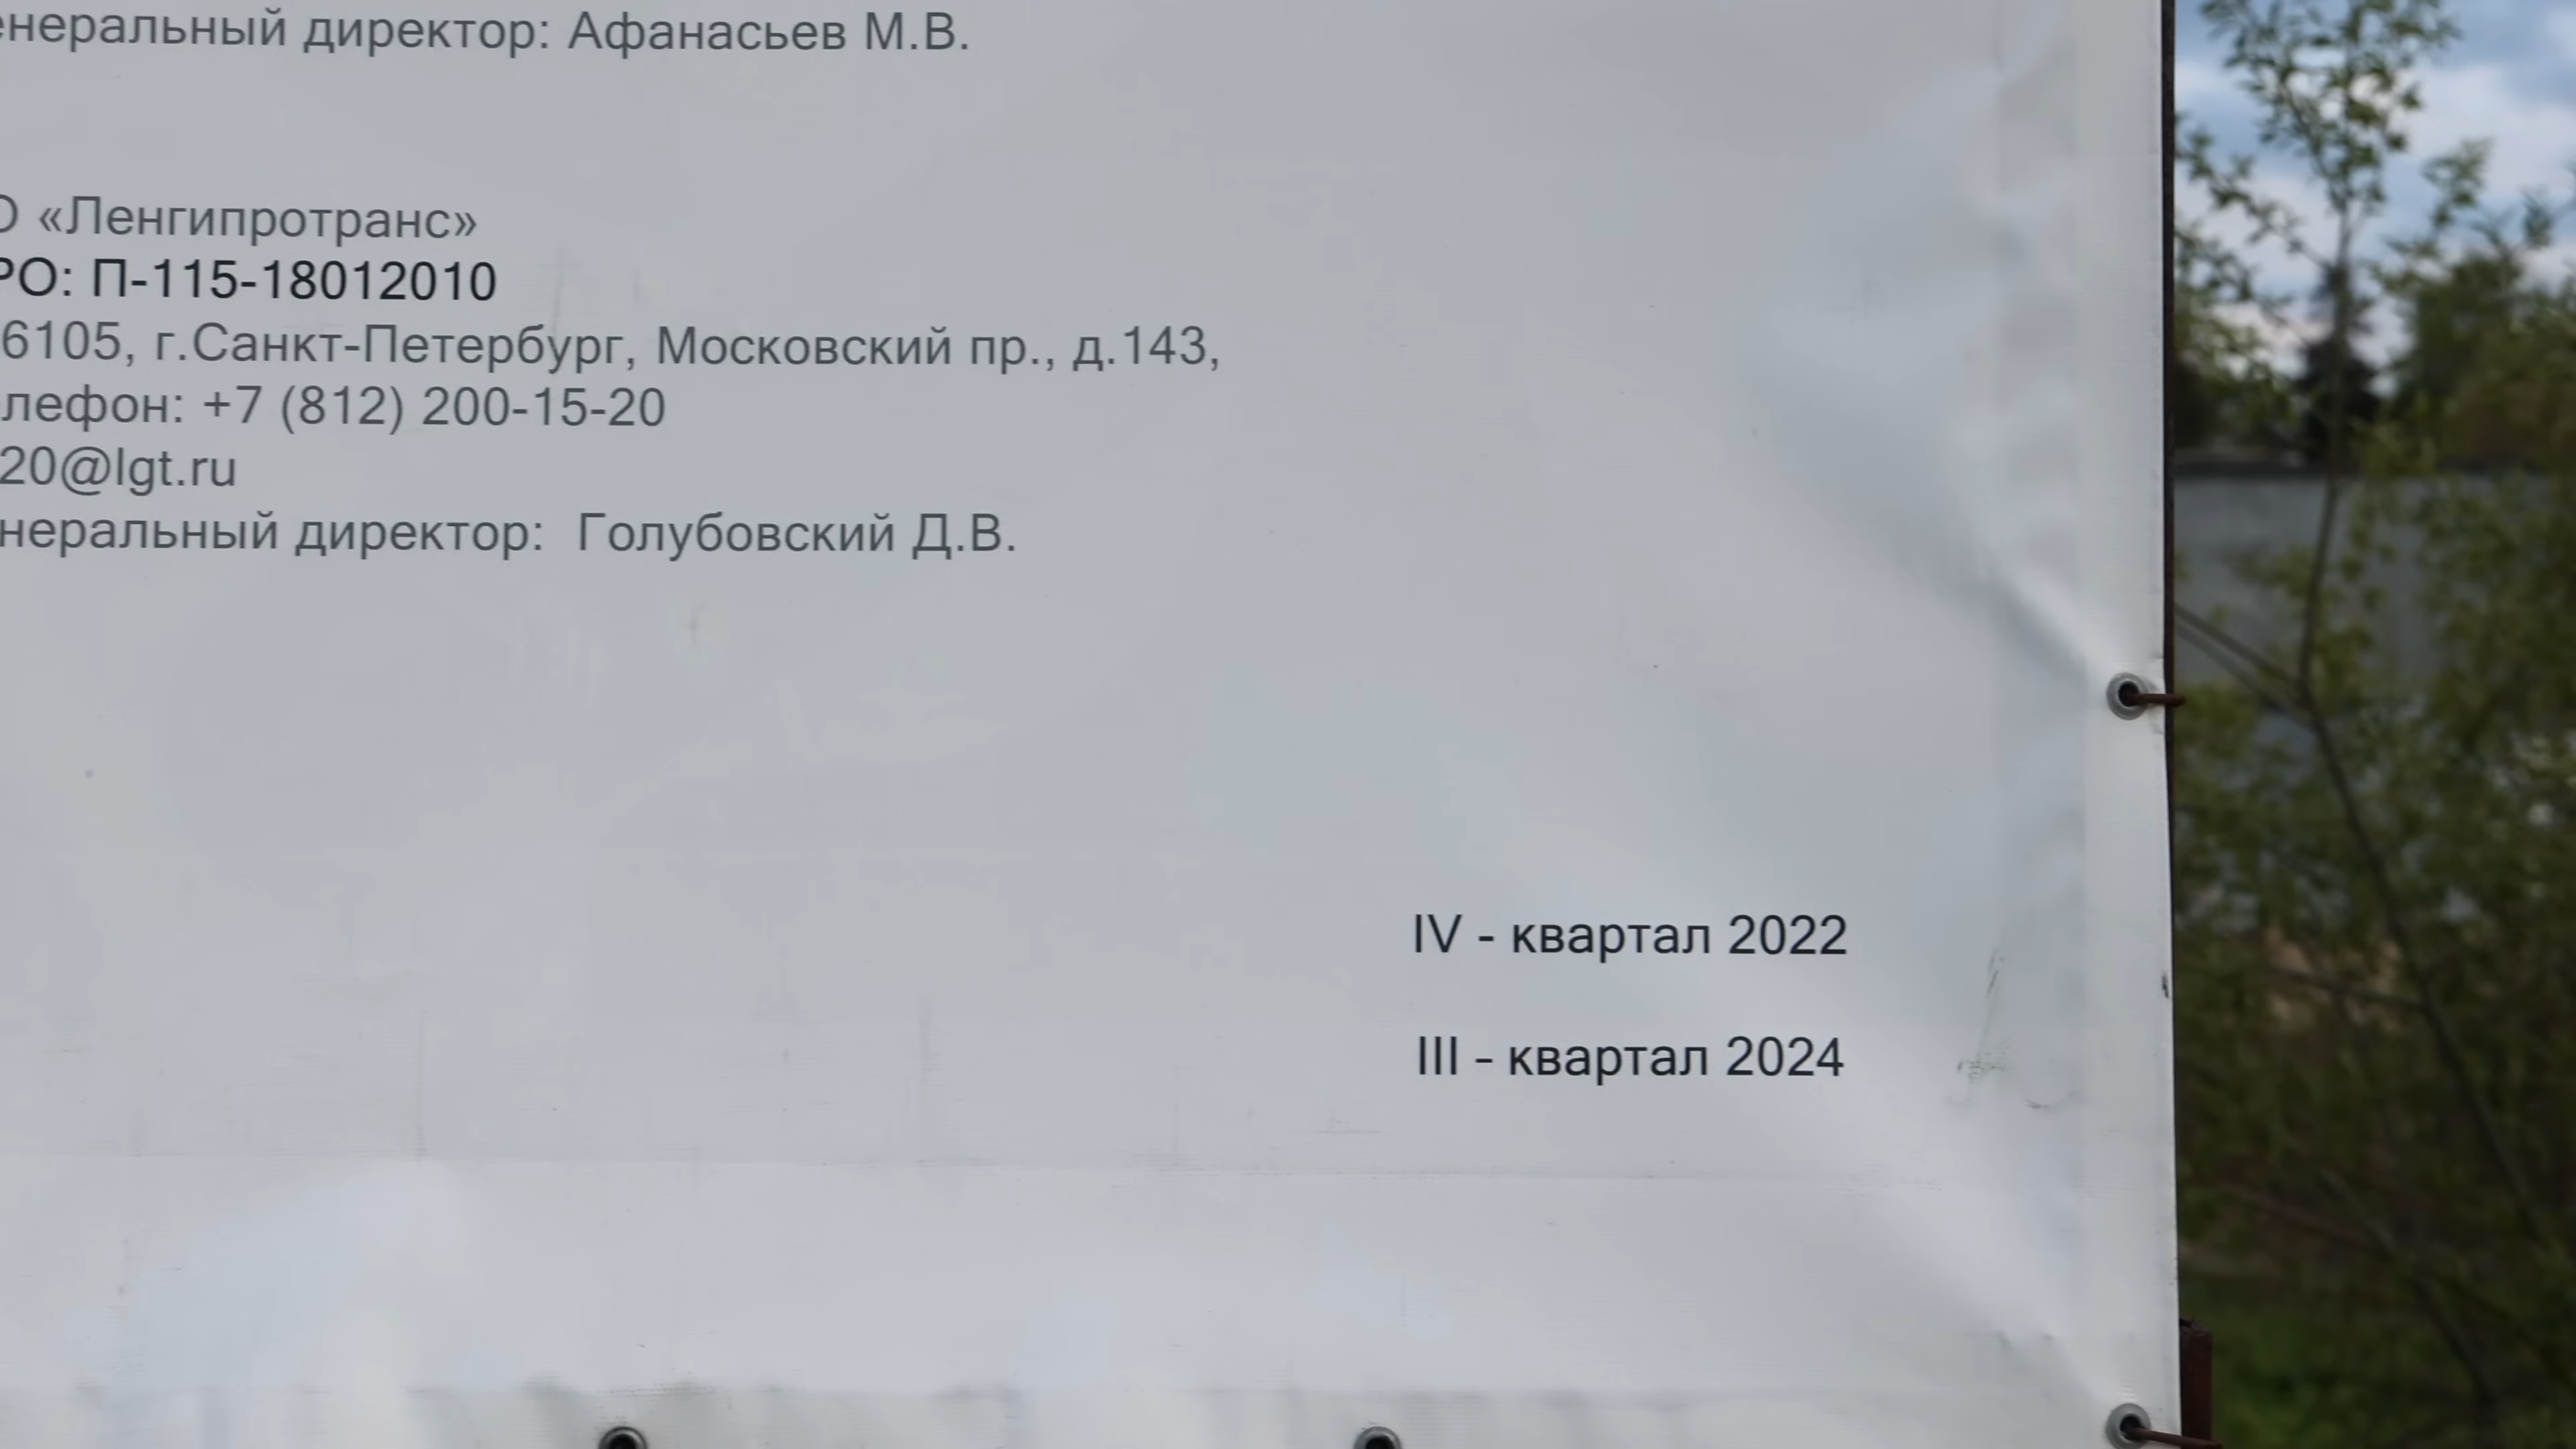 енеральный директор: Афанасьев М.В.
О «Ленгипротранс»
РО: П-115-18012010
6105, г.Санкт-Петербург, Московский пр., д.143,
лефон: +7 (812) 200-15-20
20@lgt.ru
неральный директор: Голубовский Д.В.
IV - квартал 2022
III - квартал 2024